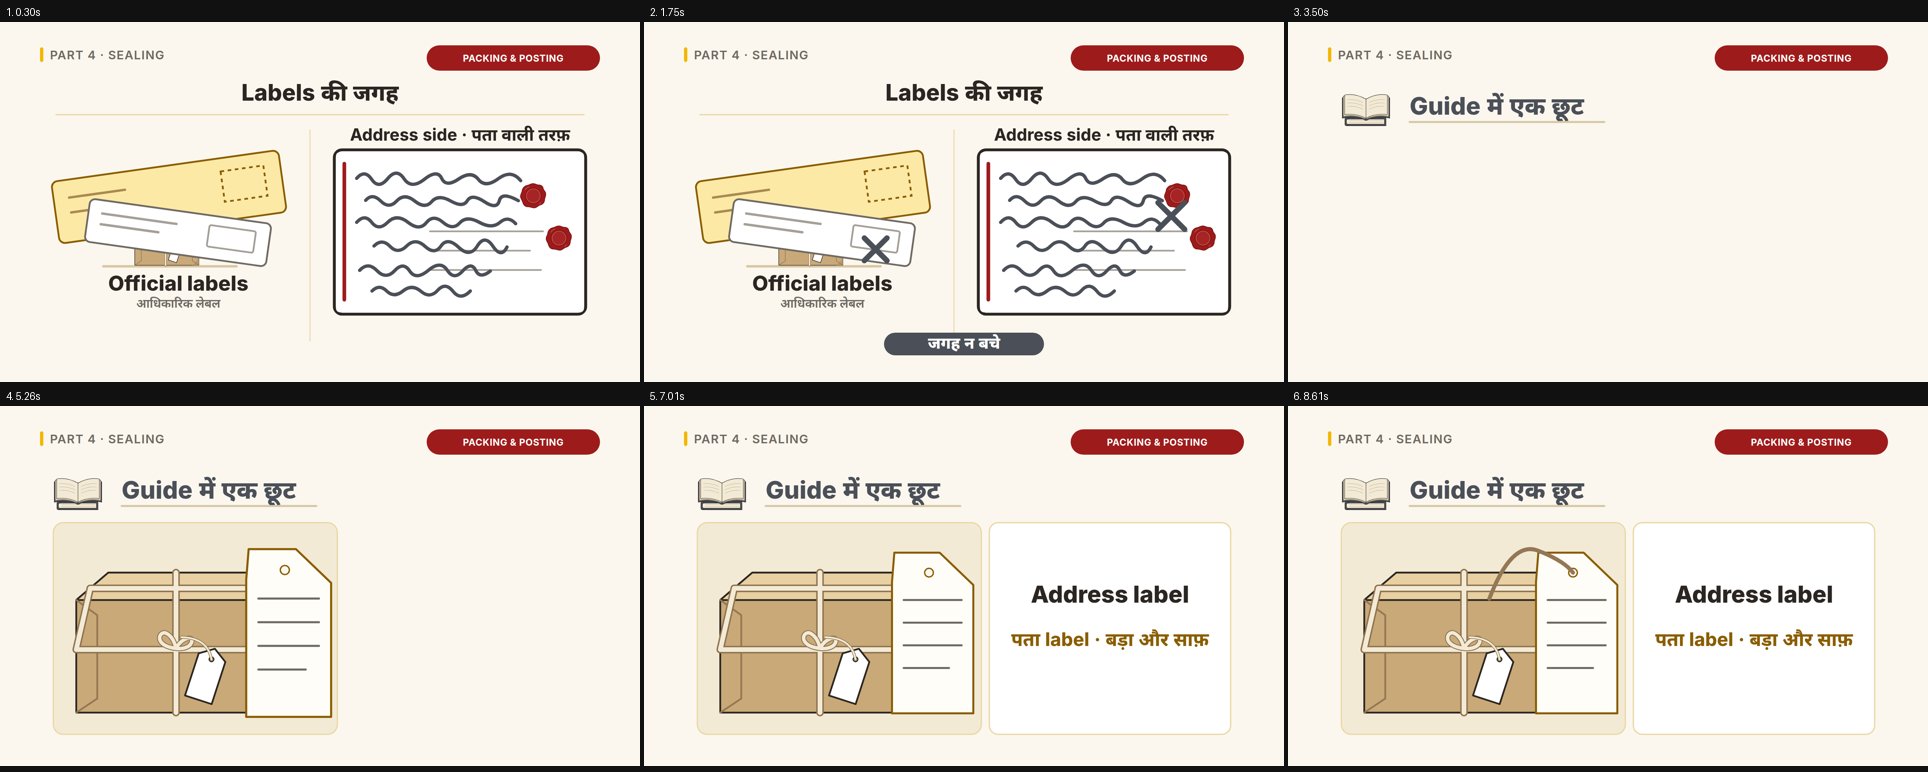 1. 0.30s
PART 4 · SEALING
PACKING & POSTING
Labels की जगह
Address side · पता वाली तरफ़
Official labels
आधिकारिक लेबल
2. 1.75s
PART 4 · SEALING
PACKING & POSTING
Labels की जगह
Address side · पता वाली तरफ़
Official labels
आधिकारिक लेबल
जगह न बचे
3. 3.50s
PART 4 · SEALING
PACKING & POSTING
Guide में एक छूट
4. 5.26s
PART 4 · SEALING
PACKING & POSTING
Guide में एक छूट
5. 7.01s
PART 4 · SEALING
PACKING & POSTING
Guide में एक छूट
Address label
पता label · बड़ा और साफ़
6. 8.61s
PART 4 · SEALING
PACKING & POSTING
Guide में एक छूट
Address label
पता label · बड़ा और साफ़